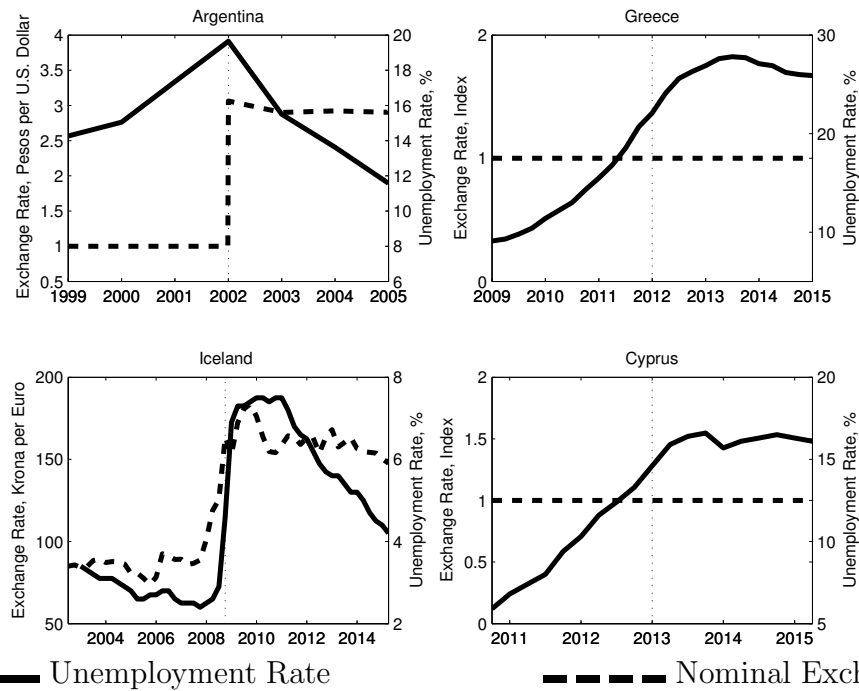 Argentina
Exchange Rate, Pesos per U.S. Dollar
4
3.5
3
2.5
2
1.5
1
0.5
20
18
16
14
12
10
8
6
Unemployment Rate, %
1999 2000 2001 2002 2003 2004 2005
Greece
Exchange Rate, Index
2
1
0
30
20
10
Unemployment Rate, %
2009 2010 2011 2012 2013 2014 2015
Iceland
Exchange Rate, Krona per Euro
200
150
100
50
8
6
4
2
Unemployment Rate, %
2004 2006 2008 2010 2012 2014
Cyprus
Exchange Rate, Index
2
1.5
1
0.5
0
20
15
10
5
Unemployment Rate, %
2011 2012 2013 2014 2015
Unemployment Rate
Nominal Exch